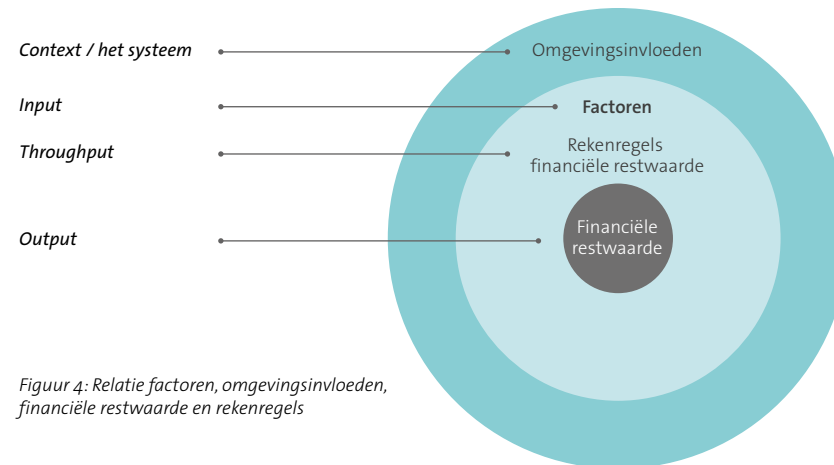 Context / het systeem
Omgevingsinvloeden
Input
Factoren
Throughput
Rekenregels
financiële restwaarde
Output
Financiële
restwaarde
Figuur 4: Relatie factoren, omgevingsinvloeden,
financiële restwaarde en rekenregels